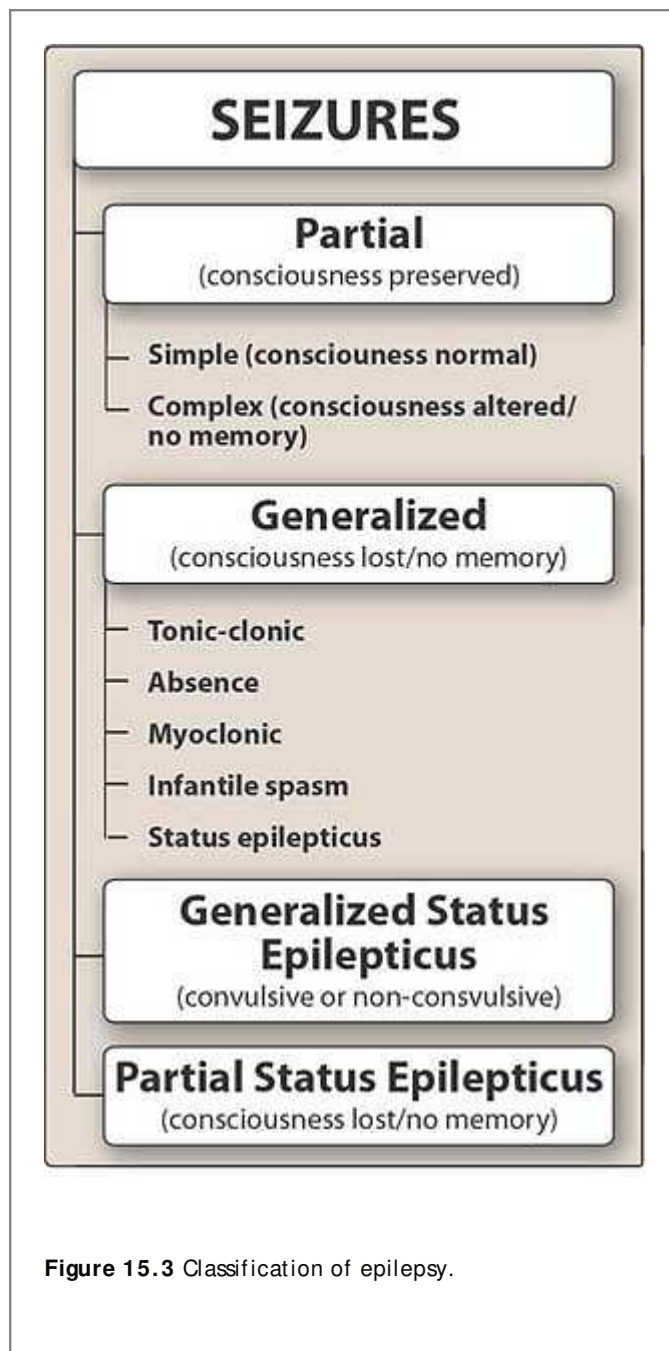 SEIZURES
Partial
(consciousness preserved)
Simple (consciouness normal)
Complex (consciousness altered/
no memory)
Generalized
(consciousness lost/no memory)
Tonic-clonic
Absence
Myoclonic
Infantile spasm
Status epilepticus
Generalized Status
Epilepticus
(convulsive or non-consvulsive)
Partial Status Epilepticus
(consciousness lost/no memory)
Figure 15.3 Classification of epilepsy.